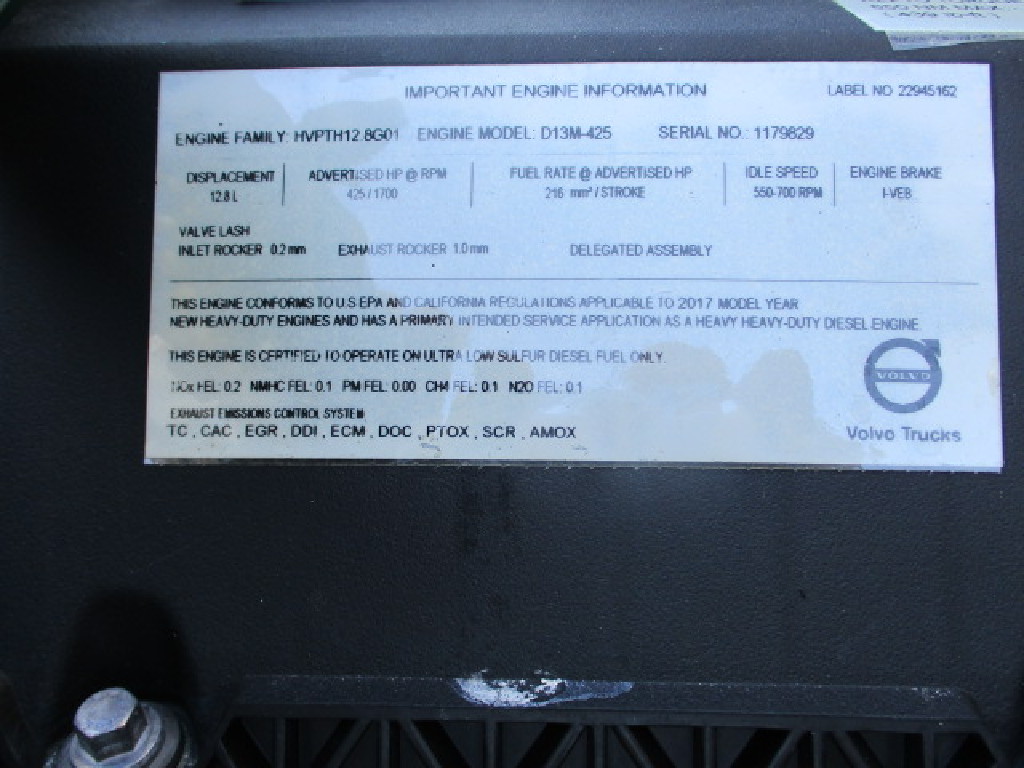 IMPORTANT ENGINE INFORMATION LABEL NO 22945162
ENGINE FAMILY: HVPTH12.8G01 ENGINE MODEL: D13M-425 SERIAL NO.: 1179829
DISPLACEMENT ADVERTISED HP @ RPM FUEL RATE @ ADVERTISED HP IDLE SPEED ENGINE BRAKE
12.8 L 425 / 1700 216 mm³ / STROKE 550-700 RPM I-VEB
VALVE LASH
INLET ROCKER 0.2 mm EXHAUST ROCKER 1.0 mm DELEGATED ASSEMBLY
THIS ENGINE CONFORMS TO U.S EPA AND CALIFORNIA REGULATIONS APPLICABLE TO 2017 MODEL YEAR
NEW HEAVY-DUTY ENGINES AND HAS A PRIMARY INTENDED SERVICE APPLICATION AS A HEAVY HEAVY-DUTY DIESEL ENGINE
THIS ENGINE IS CERTIFIED TO OPERATE ON ULTRA LOW SULFUR DIESEL FUEL ONLY.
NOx FEL: 0.2 NMHC FEL: 0.1 PM FEL: 0.00 CH4 FEL: 0.1 N2O FEL: 0.1
EXHAUST EMISSIONS CONTROL SYSTEM
TC , CAC , EGR , DDI , ECM , DOC , PTOX , SCR , AMOX
VOLVO
Volvo Trucks